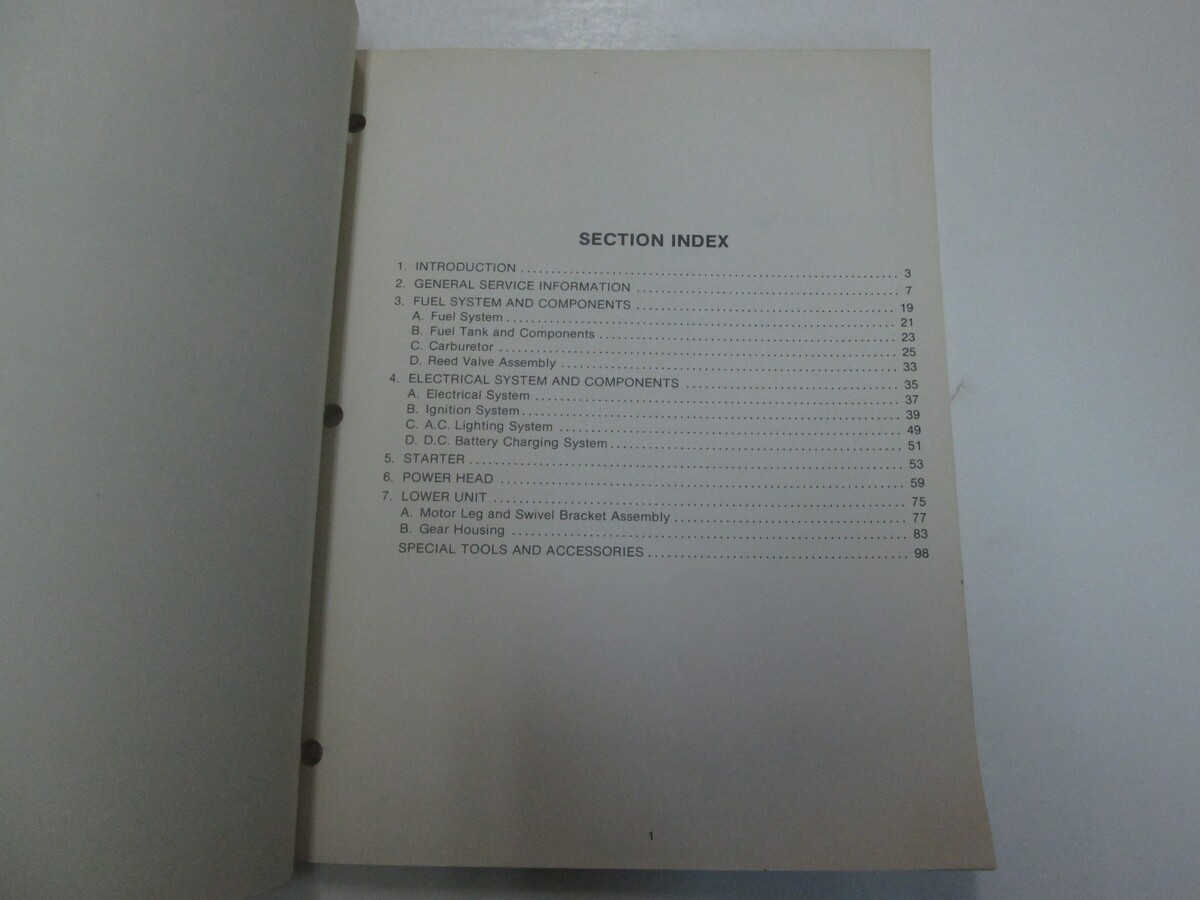 SECTION INDEX
1. INTRODUCTION ........ 3
2. GENERAL SERVICE INFORMATION ........ 7
3. FUEL SYSTEM AND COMPONENTS ........ 19
A. Fuel System ........ 21
B. Fuel Tank and Components ........ 23
C. Carburetor ........ 25
D. Reed Valve Assembly ........ 33
4. ELECTRICAL SYSTEM AND COMPONENTS ........ 35
A. Electrical System ........ 37
B. Ignition System ........ 39
C. A.C. Lighting System ........ 49
D. D.C. Battery Charging System ........ 51
5. STARTER ........ 53
6. POWER HEAD ........ 59
7. LOWER UNIT ........ 75
A. Motor Leg and Swivel Bracket Assembly ........ 77
B. Gear Housing ........ 83
SPECIAL TOOLS AND ACCESSORIES ........ 98
1